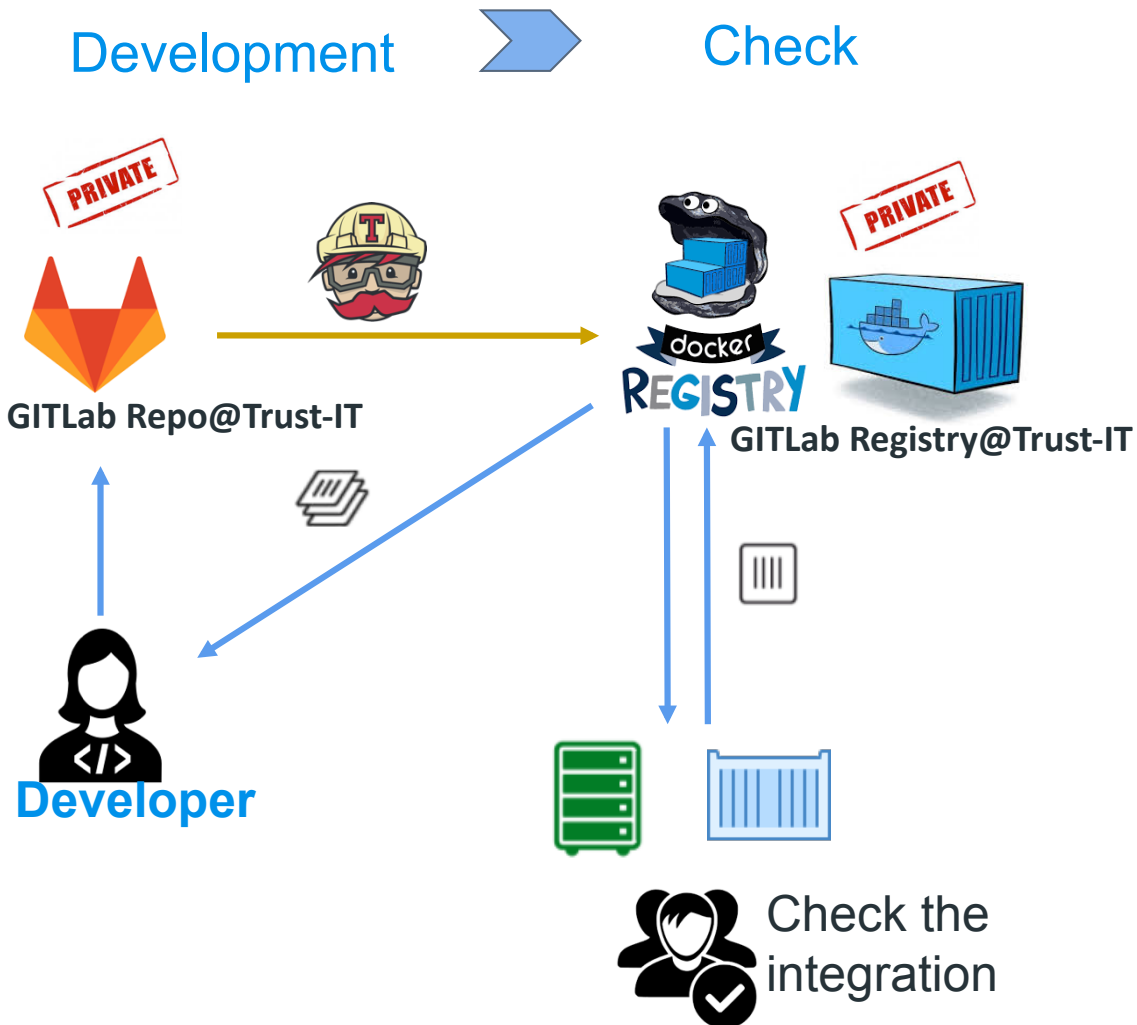 Development
Check
PRIVATE
PRIVATE
T
docker
REGISTRY
GITLab Repo@Trust-IT
GITLab Registry@Trust-IT
</>
Developer
Check the
integration